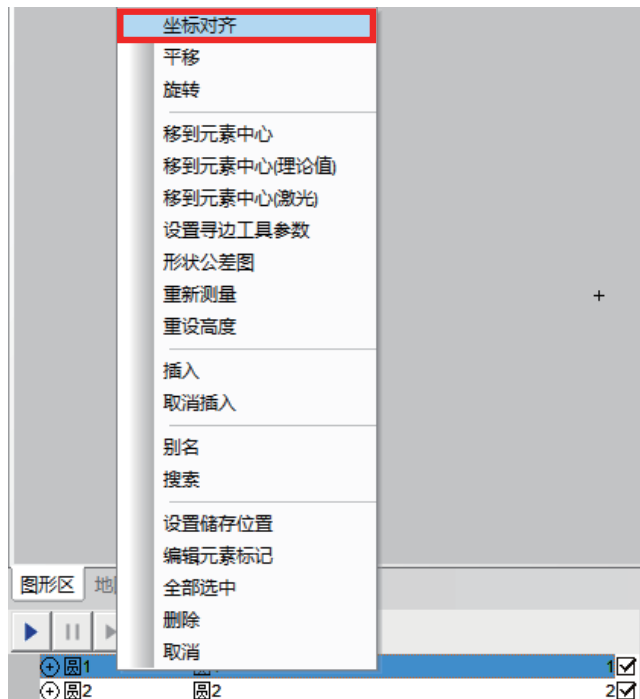 坐标对齐
平移
旋转
移到元素中心
移到元素中心(理论值)
移到元素中心(激光)
设置寻边工具参数
形状公差图
重新测量
重设高度
插入
取消插入
别名
搜索
设置储存位置
编辑元素标记
全部选中
删除
取消
图形区 地
圆1 1
圆2 圆2 2